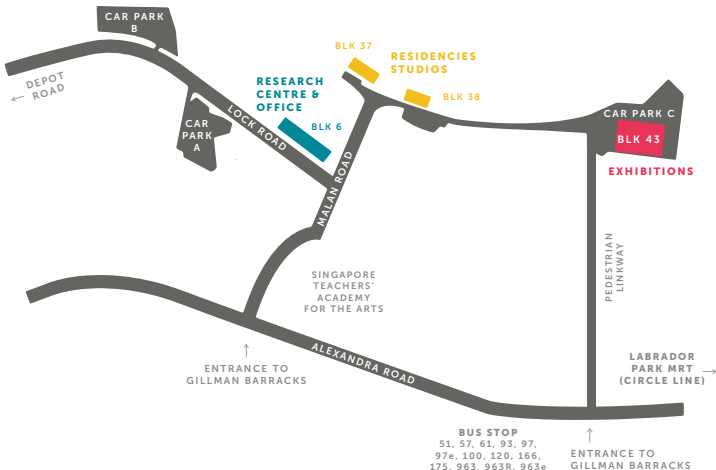 CAR PARK
B
BLK 37
RESIDENCIES
STUDIOS
DEPOT
ROAD
←
RESEARCH
CENTRE &
OFFICE
BLK 38
CAR
PARK
A
LOCK ROAD
BLK 6
CAR PARK C
BLK 43
EXHIBITIONS
MALAN ROAD
PEDESTRIAN
LINKWAY
SINGAPORE
TEACHERS'
ACADEMY
FOR THE ARTS
ALEXANDRA ROAD
↑
ENTRANCE TO
GILLMAN BARRACKS
LABRADOR
PARK MRT →
(CIRCLE LINE)
BUS STOP
51, 57, 61, 93, 97,
97e, 100, 120, 166,
175, 963, 963R, 963e
↑
ENTRANCE TO
GILLMAN BARRACKS